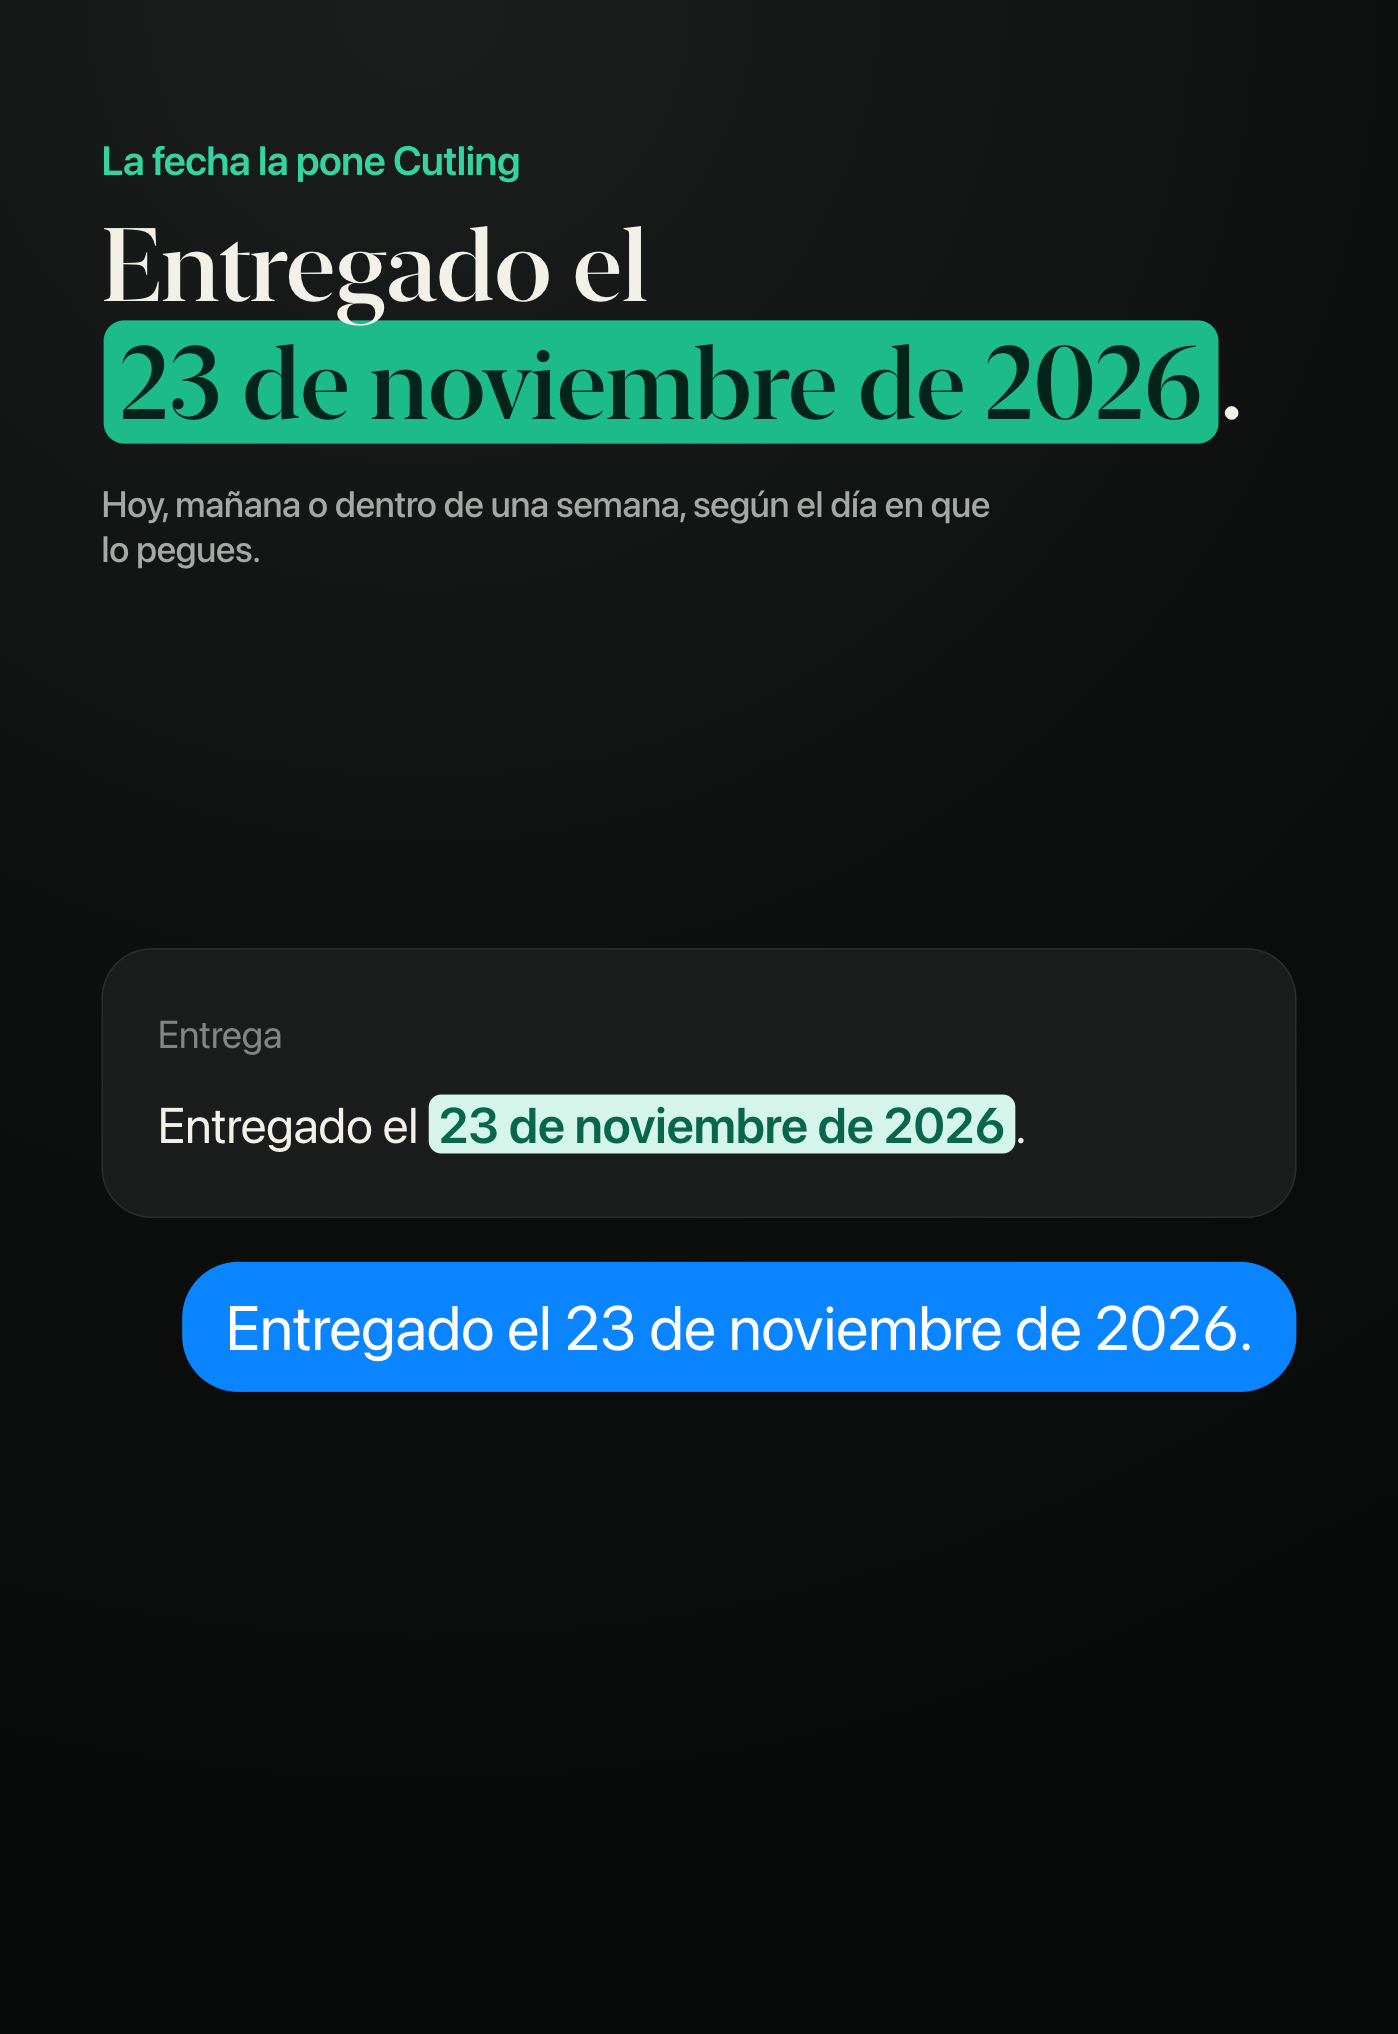 La fecha la pone Cutling
Entregado el
23 de noviembre de 2026.
Hoy, mañana o dentro de una semana, según el día en que
lo pegues.
Entrega
Entregado el 23 de noviembre de 2026.
Entregado el 23 de noviembre de 2026.